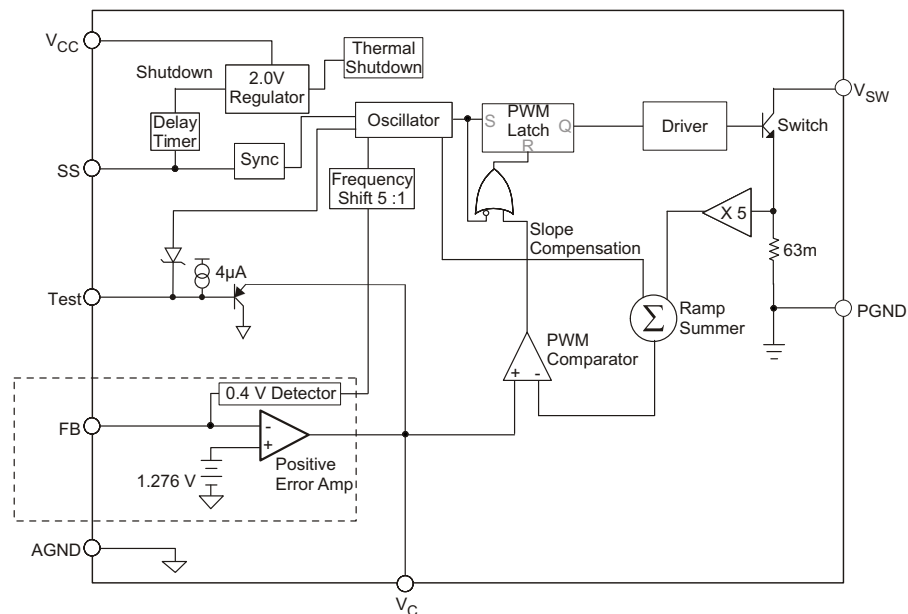 VCC
Thermal
Shutdown
Shutdown
2.0V
Regulator
VSW
Delay
Timer
Oscillator
S
PWM
Latch
Q
R
Driver
Switch
SS
Sync
Frequency
Shift 5 :1
X 5
Slope
Compensation
63m
4µA
Test
Σ
Ramp
Summer
PGND
PWM
Comparator
+
-
0.4 V Detector
FB
-
+
1.276 V
Positive
Error Amp
AGND
VC